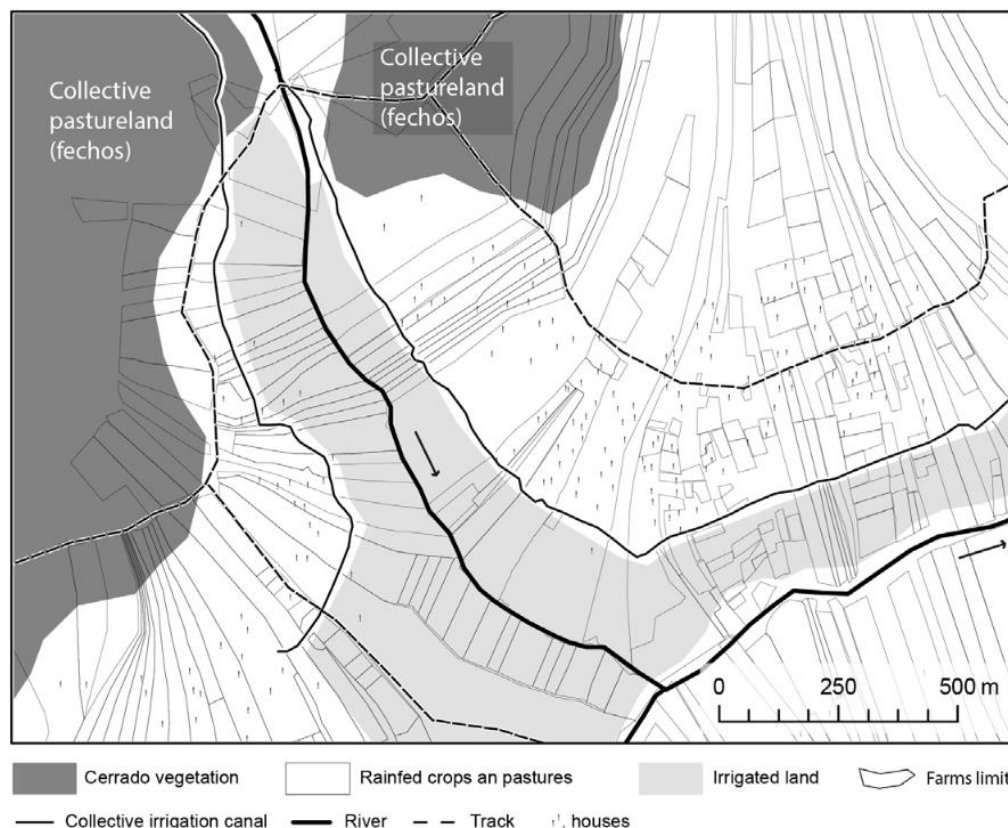 Collective
pastureland
(fechos)
Collective
pastureland
(fechos)
0 250 500 m
Cerrado vegetation
Rainfed crops an pastures
Irrigated land
Farms limit
Collective irrigation canal
River
Track
houses